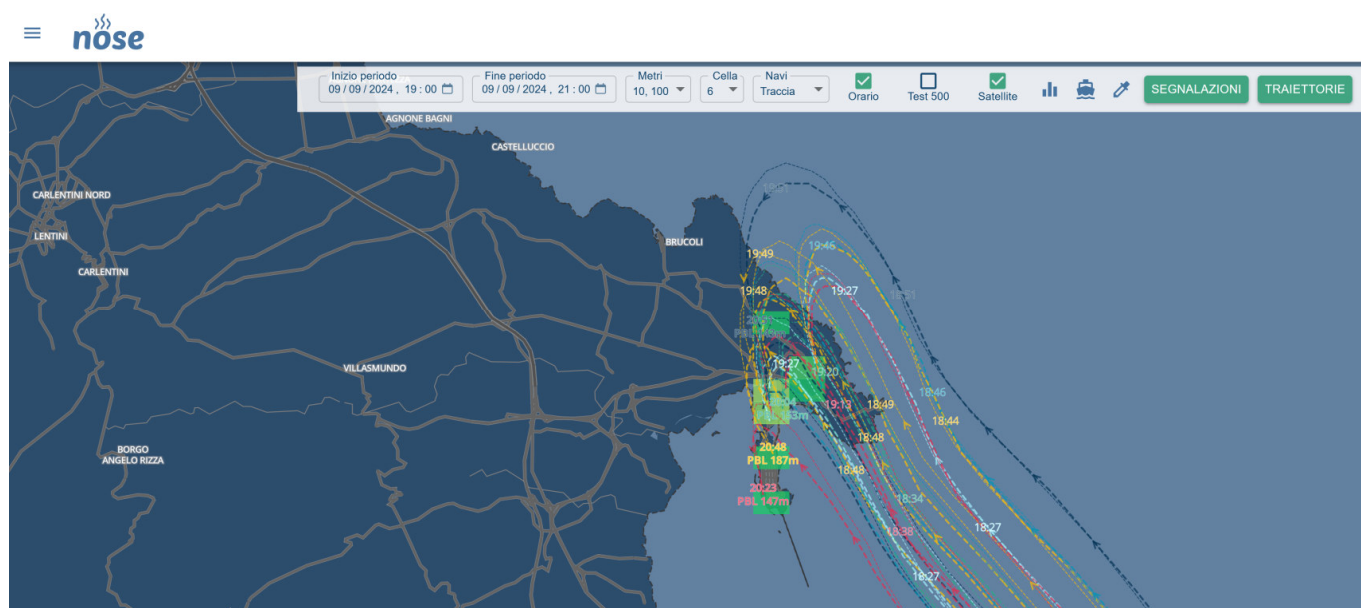 nose
Inizio periodo
09 / 09 / 2024 , 19 : 00
Fine periodo
09 / 09 / 2024 , 21 : 00
Metri
10, 100
Cella
6
Navi
Traccia
Orario
Test 500
Satellite
SEGNALAZIONI
TRAIETTORIE
AGNONE BAGNI
CASTELLUCCIO
CARLENTINI NORD
LENTINI
BRUCOLI
CARLENTINI
19:49
19:46
19:48
19:27
VILLASMUNDO
19:27
19:20
18:46
19:13
18:49
18:44
18:48
BORGO
ANGELO RIZZA
20:48
PBL 187m
18:48
20:23
PBL 147m
18:34
18:38
18:27
18:27